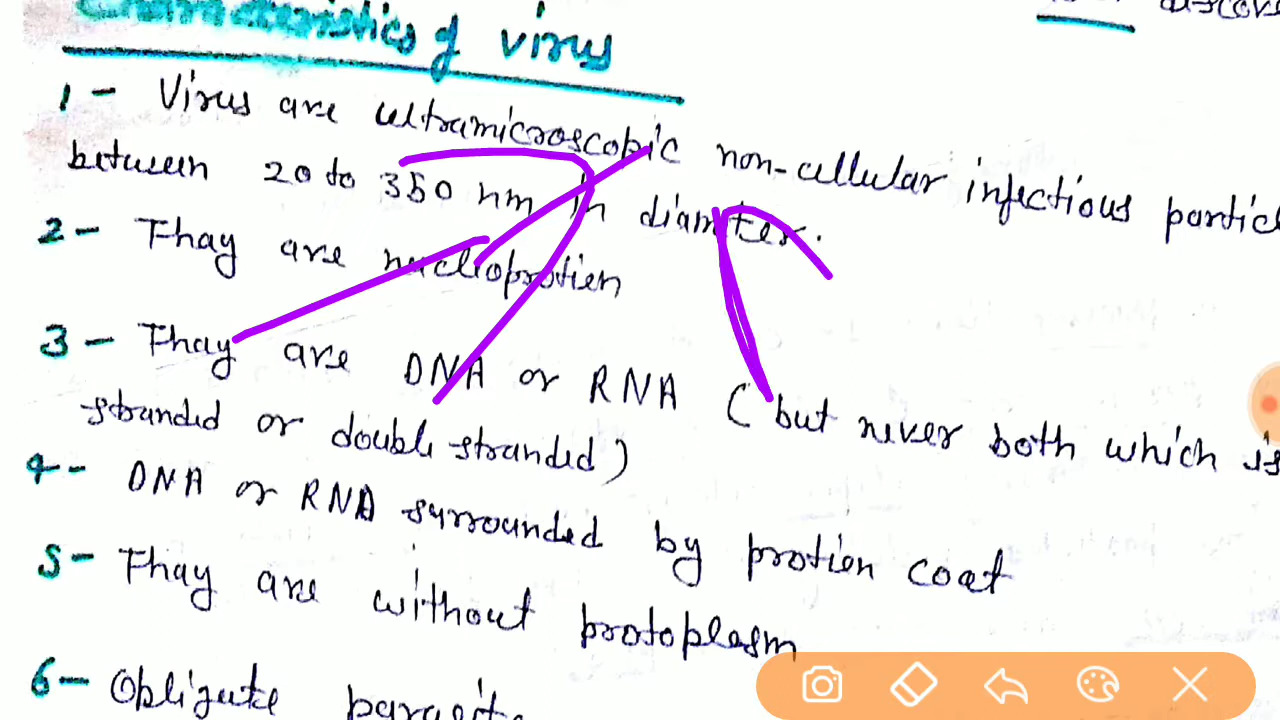 Characteristics of virus
1- Virus are ultramicroscopic non-cellular infectious partic
between 20 to 350 nm in diameter.
2- Thay are nuclioprotien
3- Thay are DNA or RNA ( but never both which is
stranded or double stranded)
4- DNA or RNA surrounded by protien coat
5- Thay are without protoplasm
6- Obligate parasit